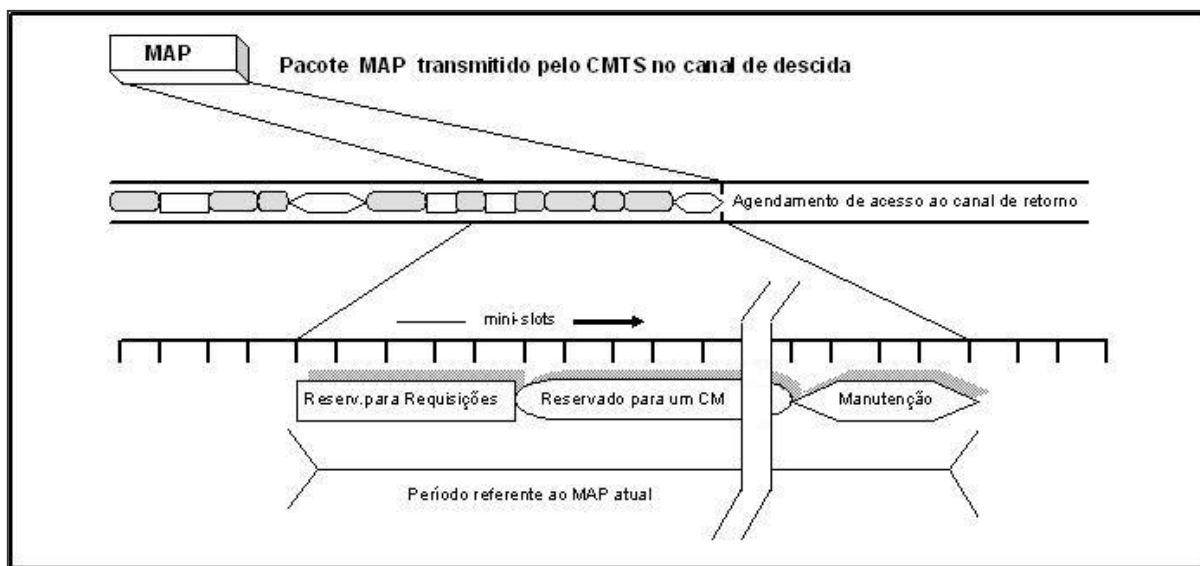 MAP
Pacote MAP transmitido pelo CMTS no canal de descida
Agendamento de acesso ao canal de retorno
mini-slots
Reserv.para Requisições
Reservado para um CM
Manutenção
Período referente ao MAP atual